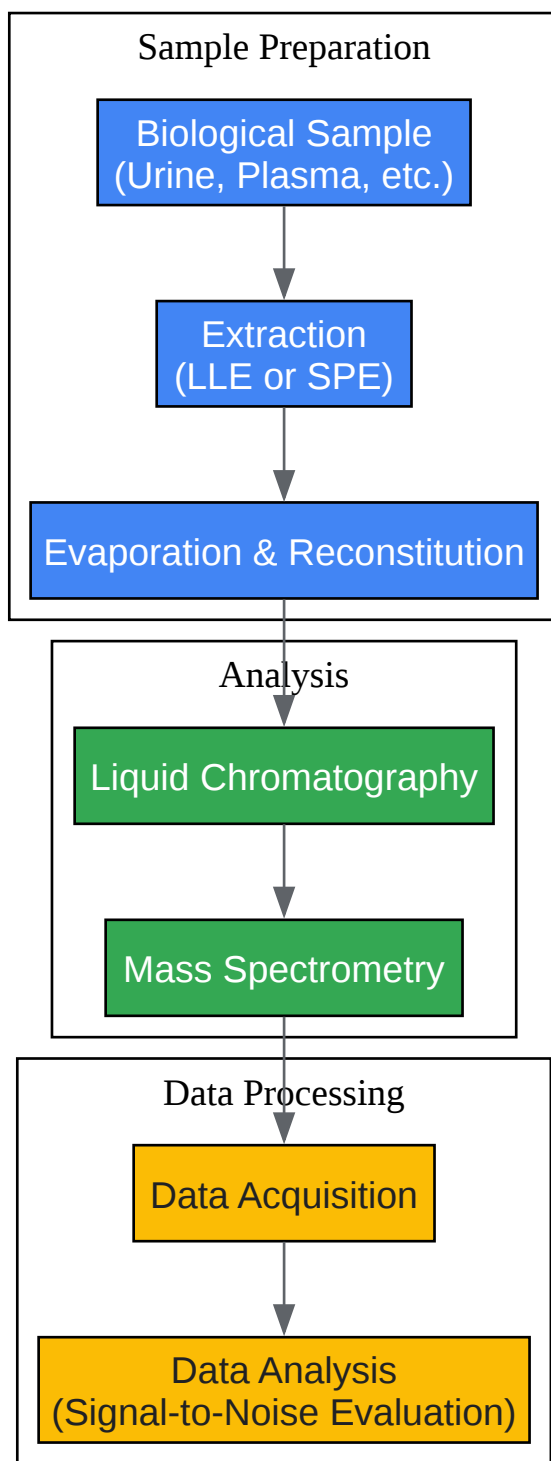 Sample Preparation
Biological Sample
(Urine, Plasma, etc.)
Extraction
(LLE or SPE)
Evaporation & Reconstitution
Analysis
Liquid Chromatography
Mass Spectrometry
Data Processing
Data Acquisition
Data Analysis
(Signal-to-Noise Evaluation)